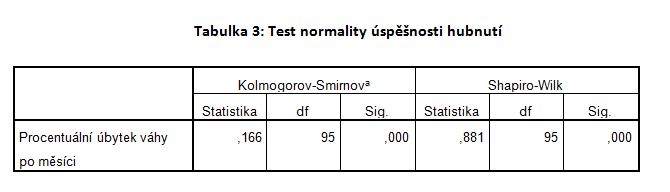 Tabulka 3: Test normality úspěšnosti hubnutí
Kolmogorov-Smirnovᵃ Shapiro-Wilk
Statistika df Sig. Statistika df Sig.
Procentuální úbytek váhy ,166 95 ,000 ,881 95 ,000
po měsíci